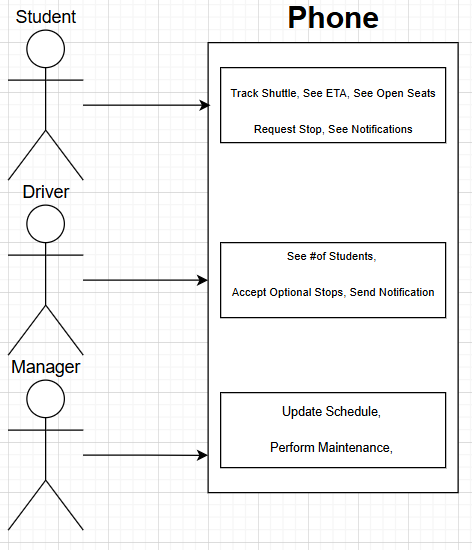 Student
Phone
Track Shuttle, See ETA, See Open Seats
Request Stop, See Notifications
Driver
See #of Students,
Accept Optional Stops, Send Notification
Manager
Update Schedule,
Perform Maintenance,